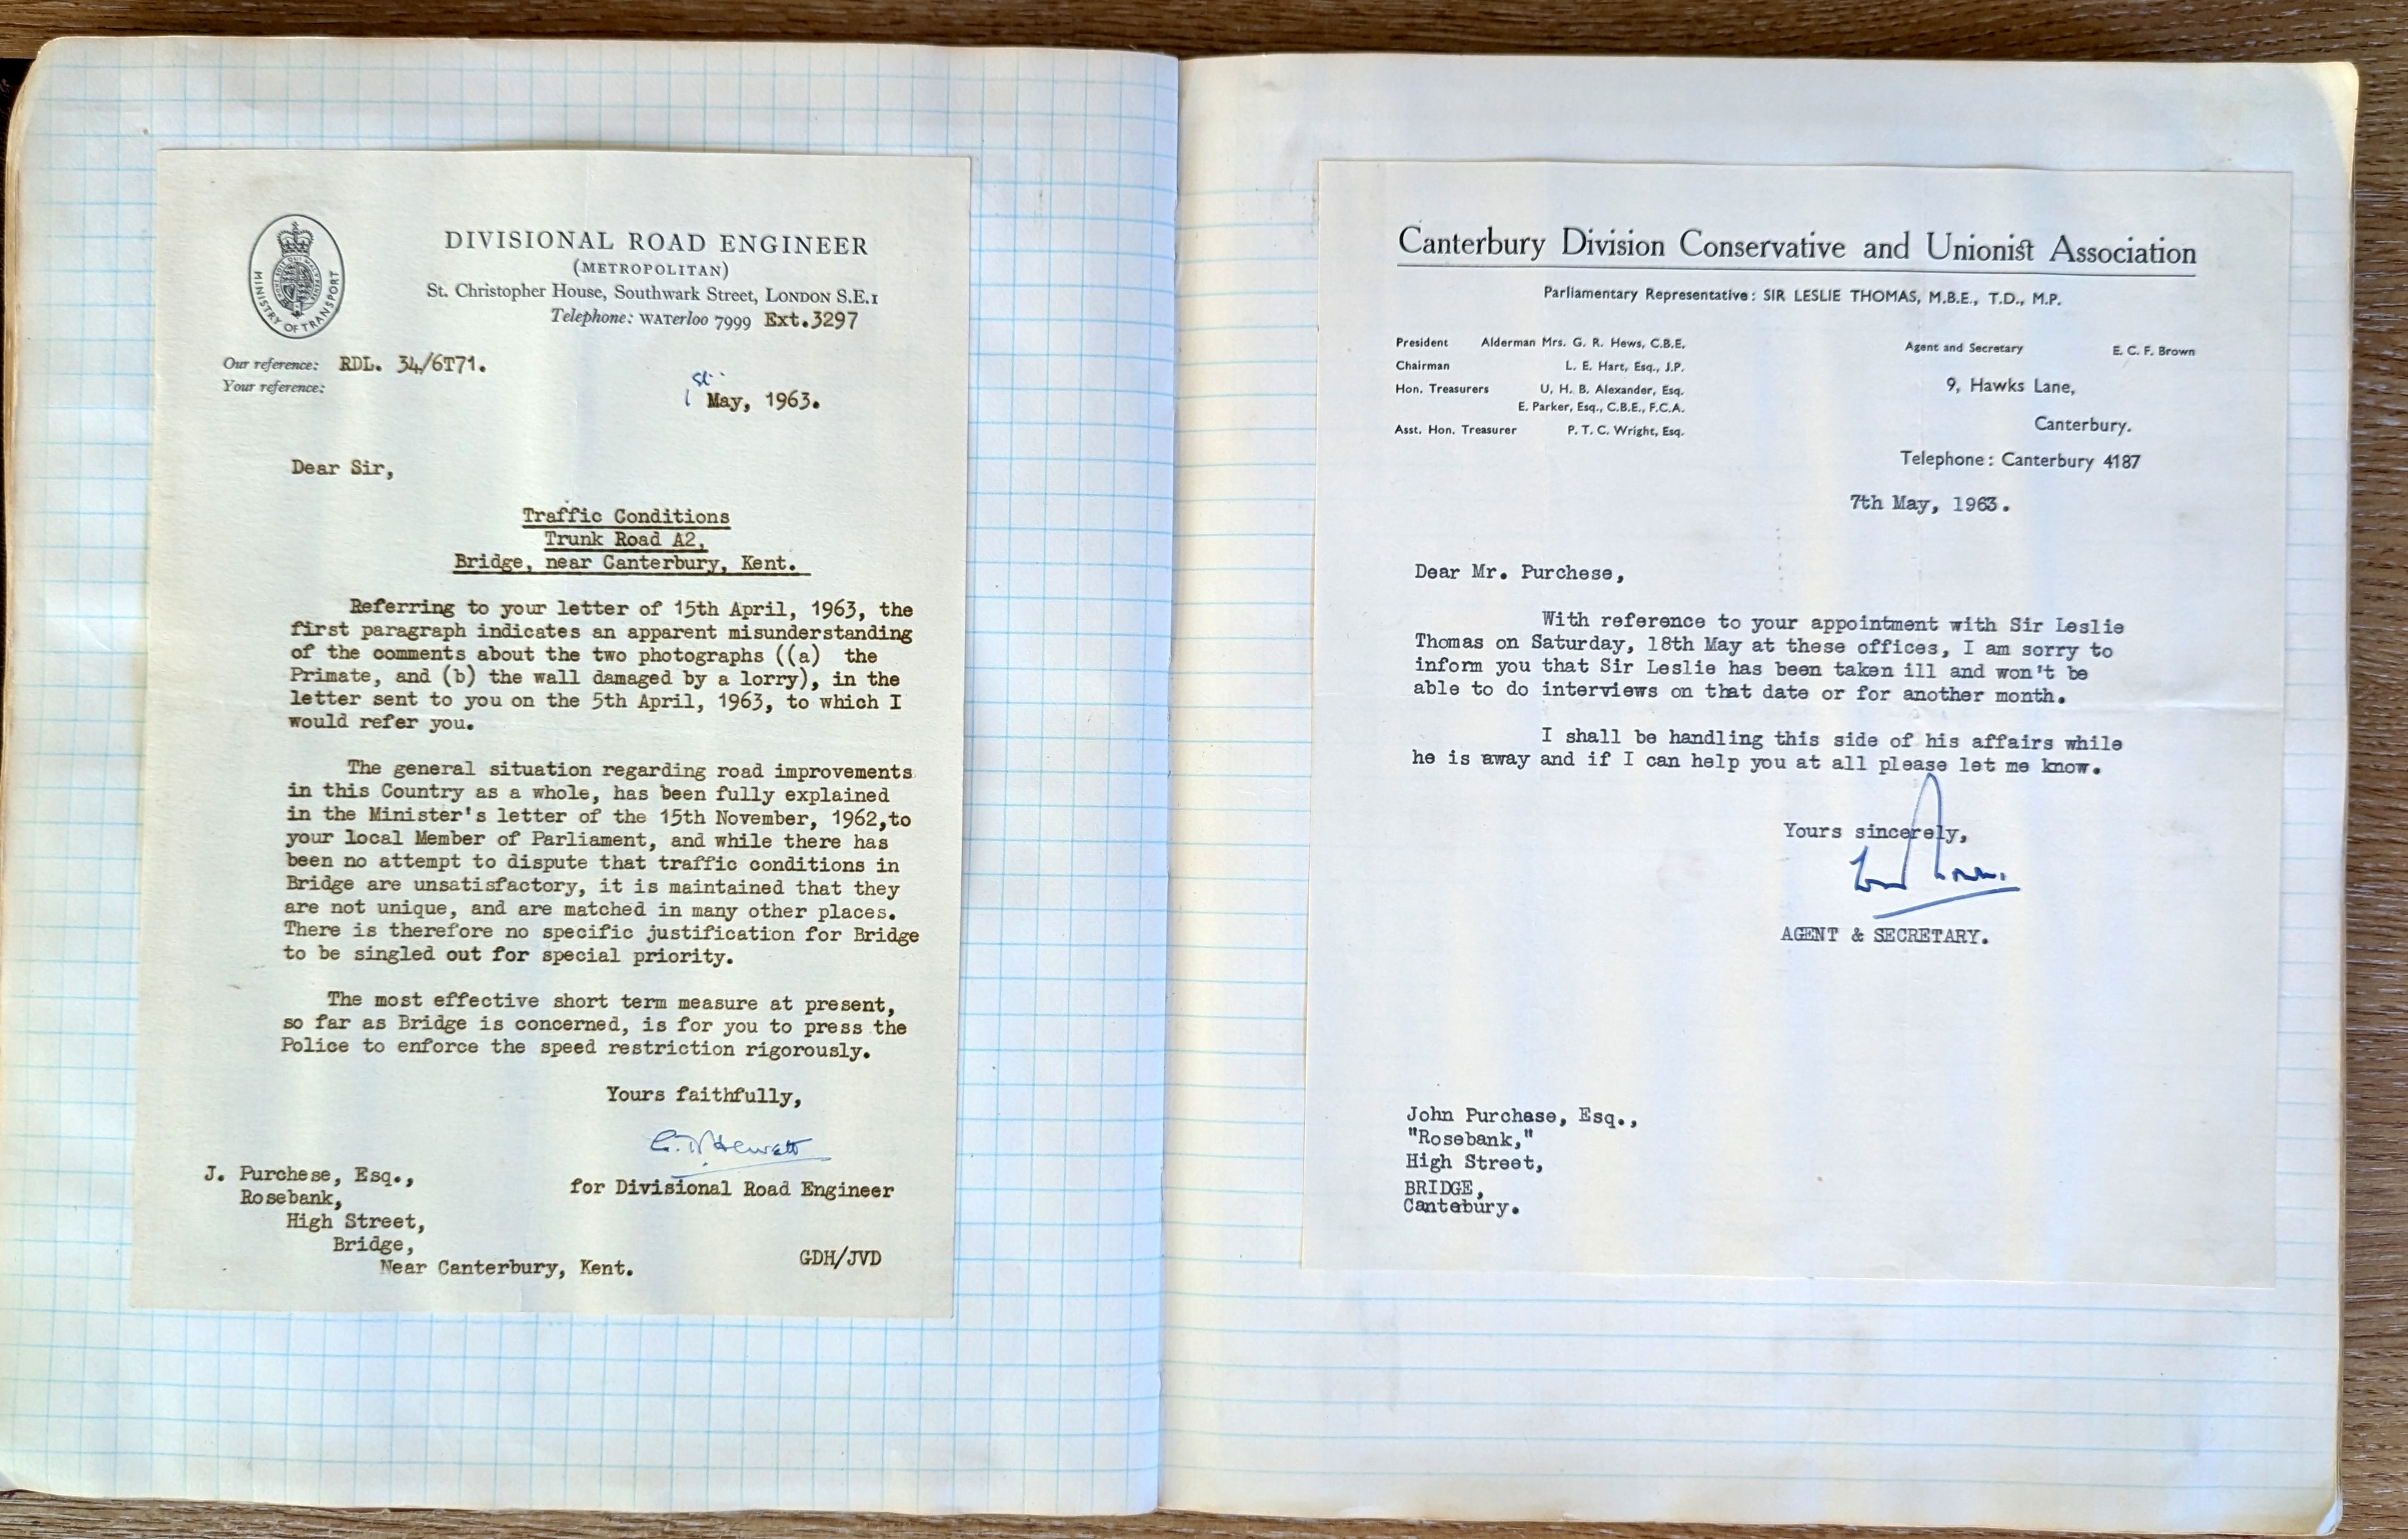 MINISTRY OF TRANSPORT
DIVISIONAL ROAD ENGINEER
(METROPOLITAN)
St. Christopher House, Southwark Street, LONDON S.E.1
Telephone: WATerloo 7999 Ext.3297
Our reference: RDL. 34/6T71.
Your reference:
1st May, 1963.
Dear Sir,
Traffic Conditions
Trunk Road A2,
Bridge, near Canterbury, Kent.
Referring to your letter of 15th April, 1963, the
first paragraph indicates an apparent misunderstanding
of the comments about the two photographs ((a) the
Primate, and (b) the wall damaged by a lorry), in the
letter sent to you on the 5th April, 1963, to which I
would refer you.
The general situation regarding road improvements
in this Country as a whole, has been fully explained
in the Minister's letter of the 15th November, 1962,to
your local Member of Parliament, and while there has
been no attempt to dispute that traffic conditions in
Bridge are unsatisfactory, it is maintained that they
are not unique, and are matched in many other places.
There is therefore no specific justification for Bridge
to be singled out for special priority.
The most effective short term measure at present,
so far as Bridge is concerned, is for you to press the
Police to enforce the speed restriction rigorously.
Yours faithfully,
for Divisional Road Engineer
J. Purchese, Esq.,
Rosebank,
High Street,
Bridge,
Near Canterbury, Kent.
GDH/JVD
Canterbury Division Conservative and Unionist Association
Parliamentary Representative: SIR LESLIE THOMAS, M.B.E., T.D., M.P.
President Alderman Mrs. G. R. Hews, C.B.E.
Chairman L. E. Hart, Esq., J.P.
Hon. Treasurers U. H. B. Alexander, Esq.
E. Parker, Esq., C.B.E., F.C.A.
Asst. Hon. Treasurer P. T. C. Wright, Esq.
Agent and Secretary E. C. F. Brown
9, Hawks Lane,
Canterbury.
Telephone: Canterbury 4187
7th May, 1963.
Dear Mr. Purchese,
With reference to your appointment with Sir Leslie
Thomas on Saturday, 18th May at these offices, I am sorry to
inform you that Sir Leslie has been taken ill and won't be
able to do interviews on that date or for another month.
I shall be handling this side of his affairs while
he is away and if I can help you at all please let me know.
Yours sincerely,
AGENT & SECRETARY.
John Purchase, Esq.,
"Rosebank,"
High Street,
BRIDGE,
Cantebury.